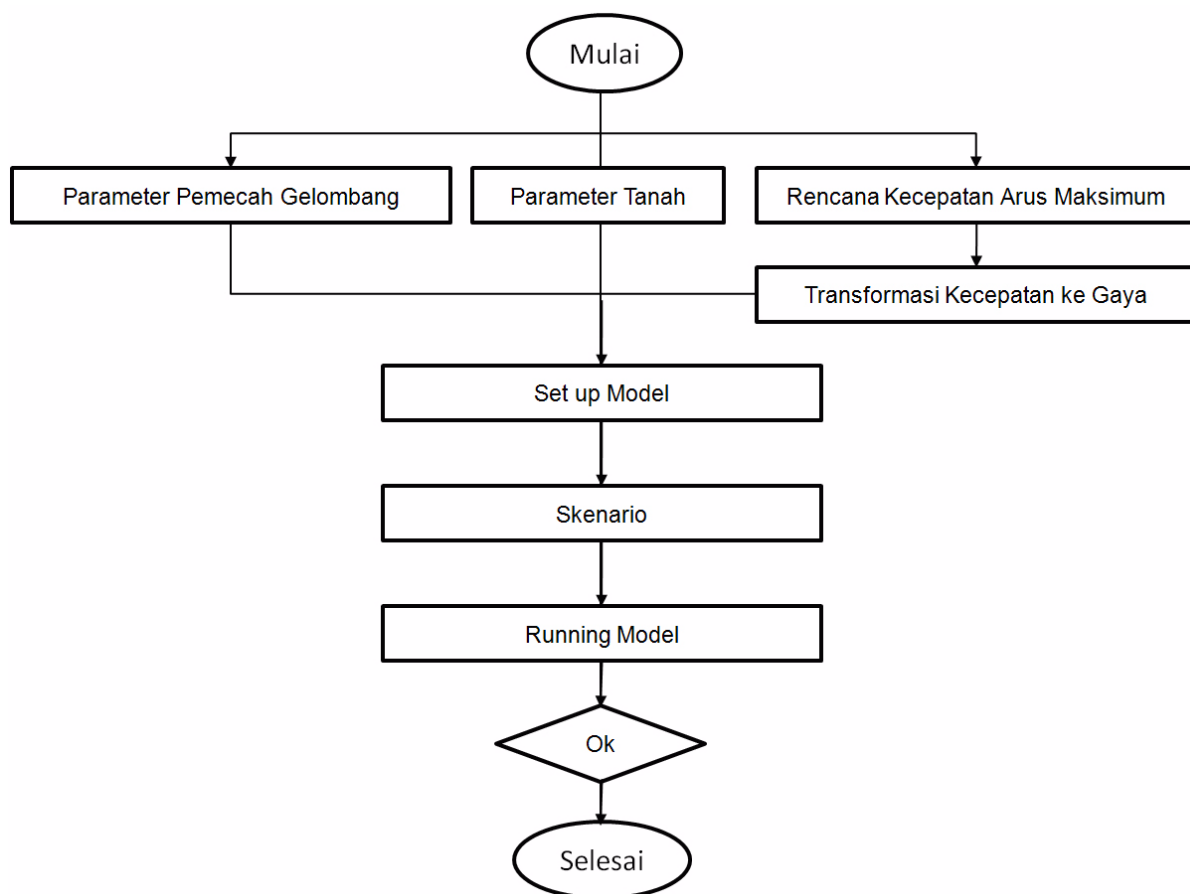 Mulai
Parameter Pemecah Gelombang
Parameter Tanah
Rencana Kecepatan Arus Maksimum
Transformasi Kecepatan ke Gaya
Set up Model
Skenario
Running Model
Ok
Selesai